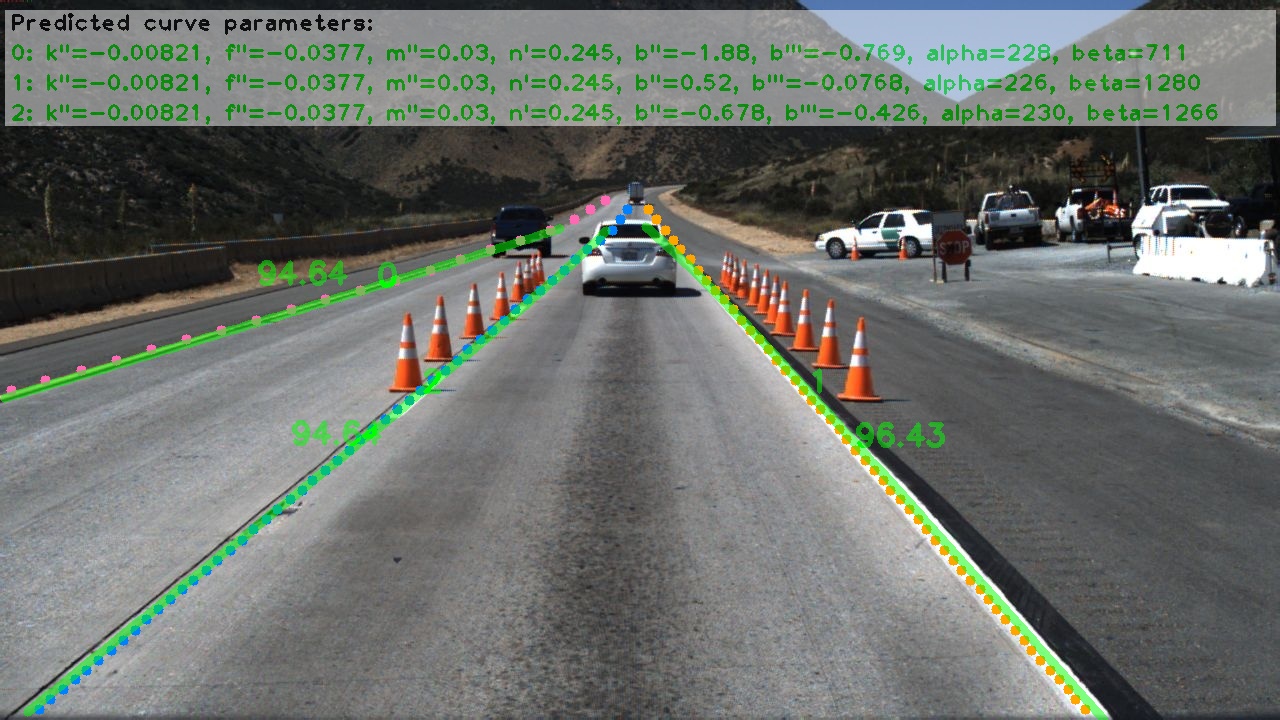 Predicted curve parameters:
0: k"=-0.00821, f"=-0.0377, m"=0.03, n'=0.245, b"=-1.88, b'''=-0.769, alpha=228, beta=711
1: k"=-0.00821, f"=-0.0377, m"=0.03, n'=0.245, b"=0.52, b'''=-0.0768, alpha=226, beta=1280
2: k"=-0.00821, f"=-0.0377, m"=0.03, n'=0.245, b"=-0.678, b'''=-0.426, alpha=230, beta=1266
STOP
94.64 0
1
2
94.64
96.43